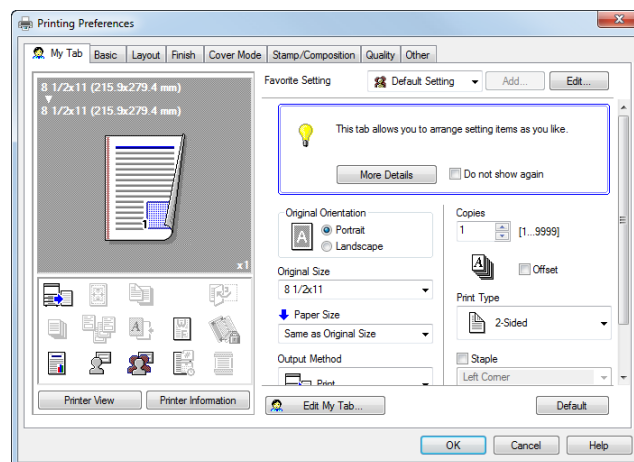 Printing Preferences
My Tab Basic Layout Finish Cover Mode Stamp/Composition Quality Other
8 1/2x11 (215.9x279.4 mm)
8 1/2x11 (215.9x279.4 mm)
1
x1
Printer View Printer Information
Favorite Setting Default Setting Add... Edit...
This tab allows you to arrange setting items as you like.
More Details Do not show again
Original Orientation
A Portrait
Landscape
Original Size
8 1/2x11
Paper Size
Same as Original Size
Output Method
Print
Copies
1 [1...9999]
A Offset
Print Type
2-Sided
Staple
Left Corner
Edit My Tab... Default
OK Cancel Help